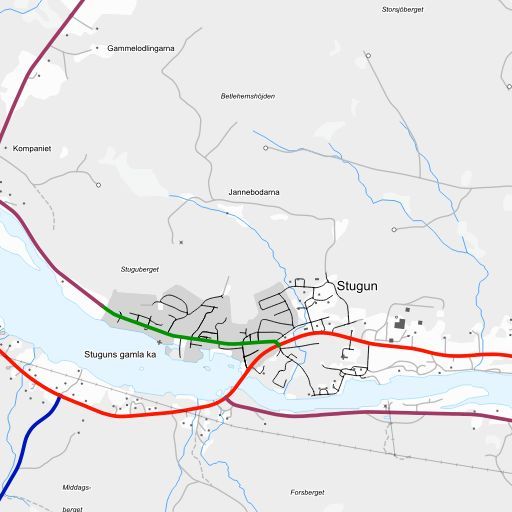 Storsjöberget
Gammelodlingarna
Betlehemshöjden
Kompaniet
Jannebodarna
Stuguberget
Stugun
Stuguns gamla ka
Middags-
berget
Forsberget